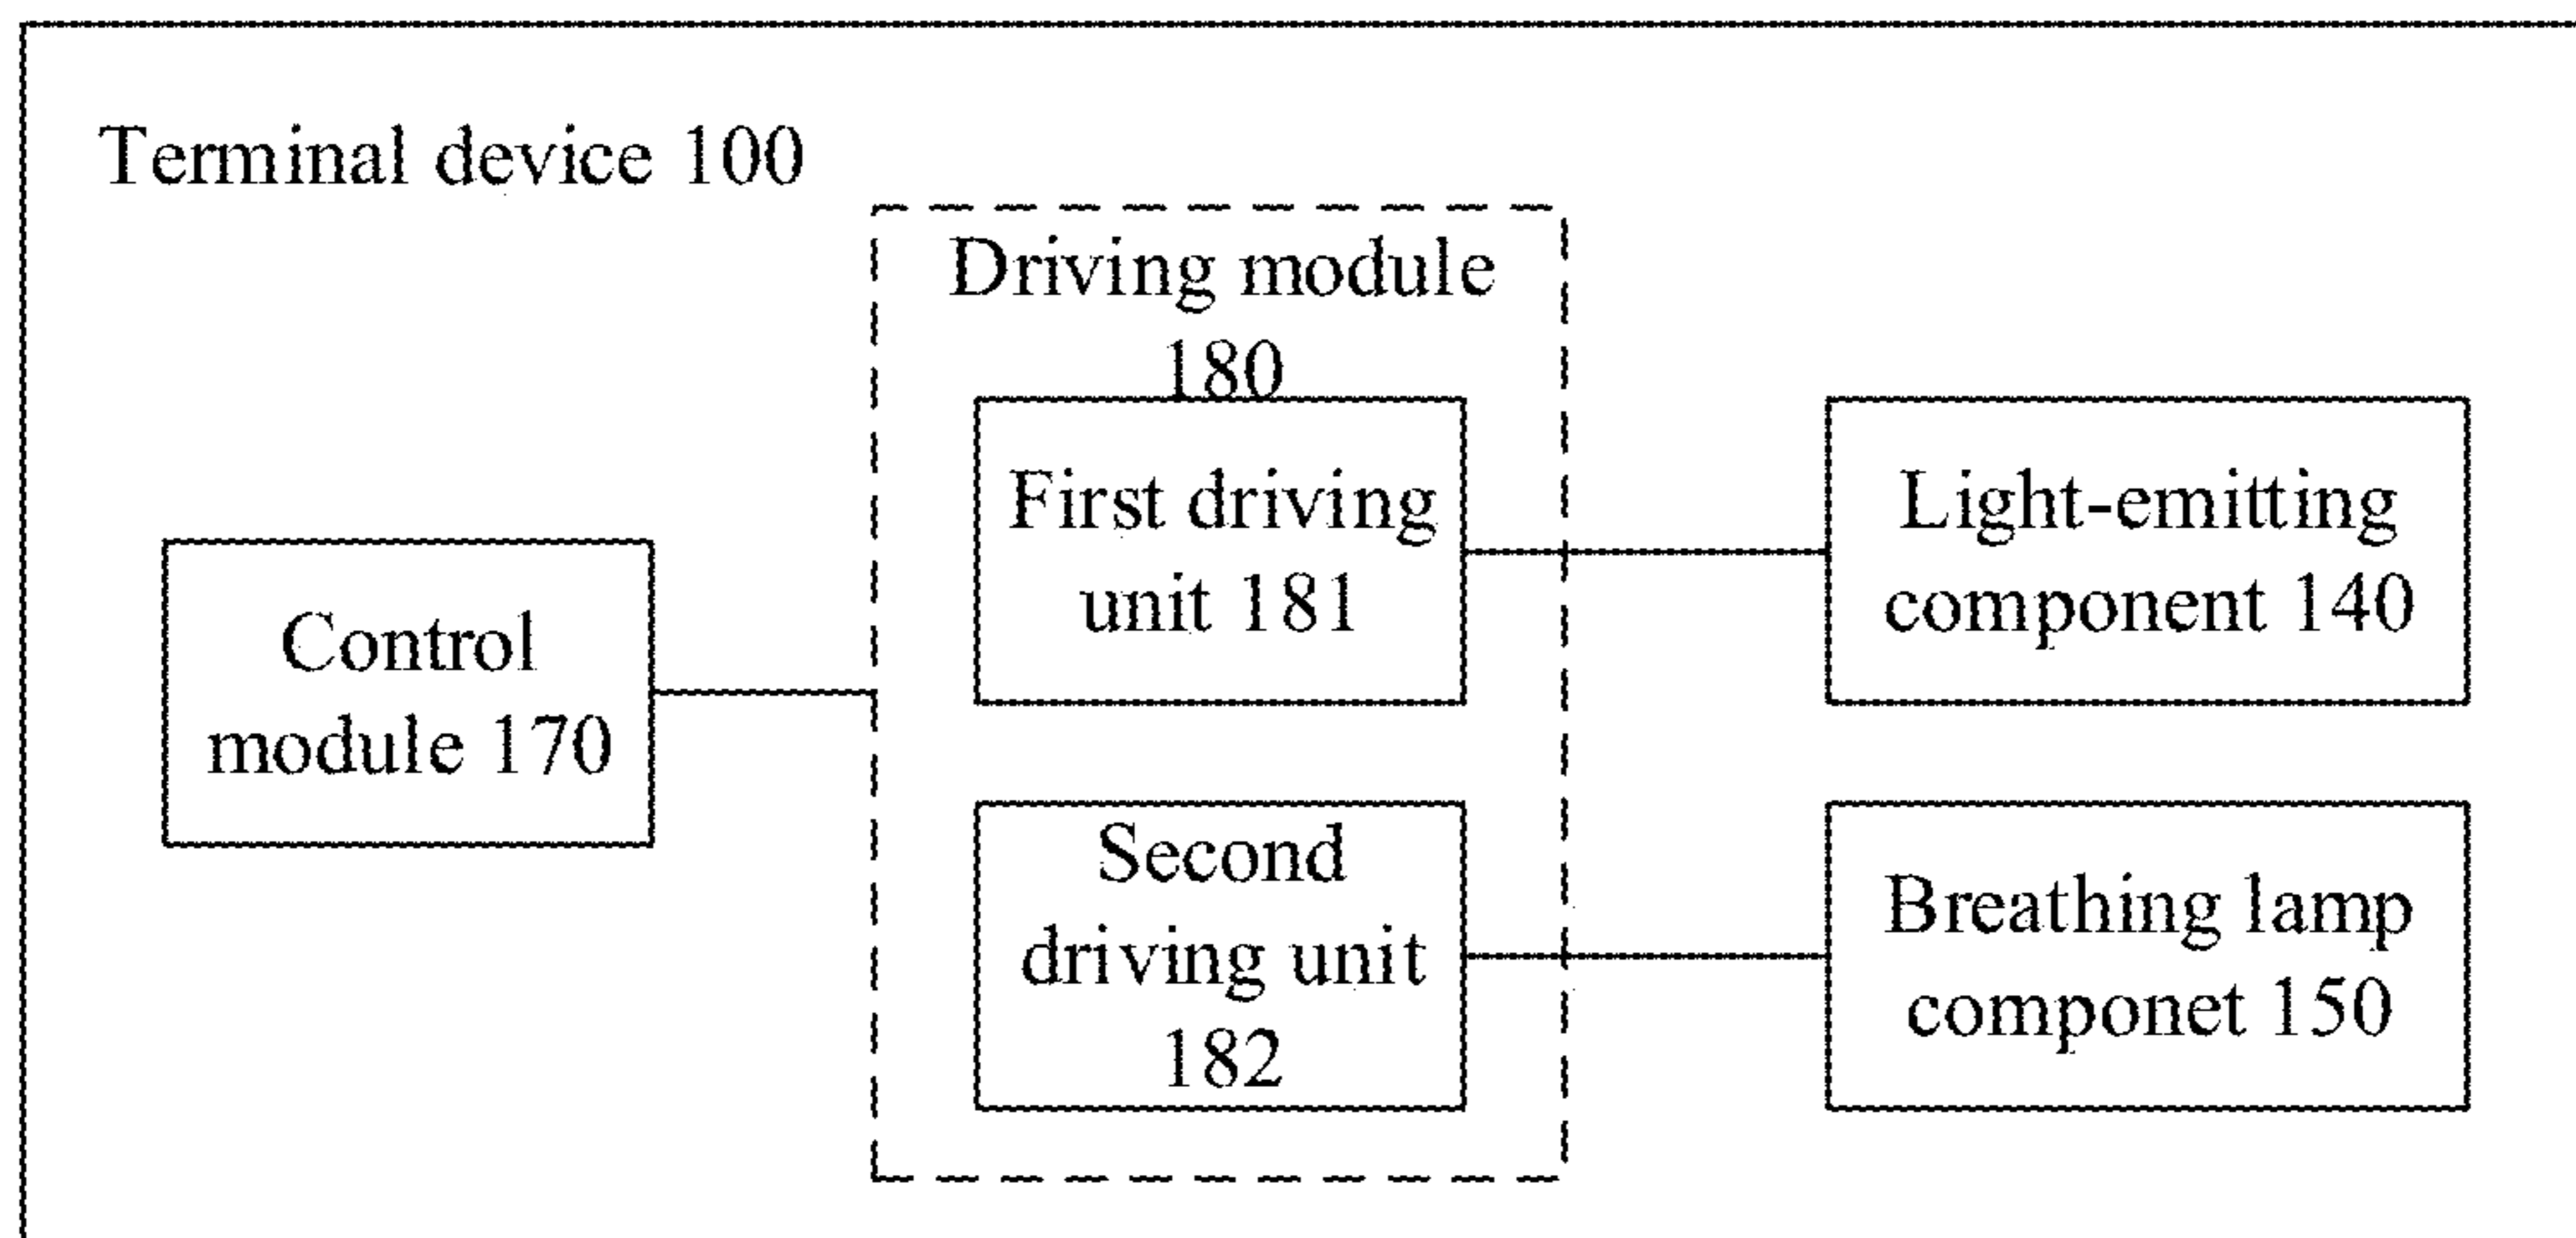 Terminal device 100
Driving module
180
First driving
unit 181
Light-emitting
component 140
Control
module 170
Second
driving unit
182
Breathing lamp
componet 150